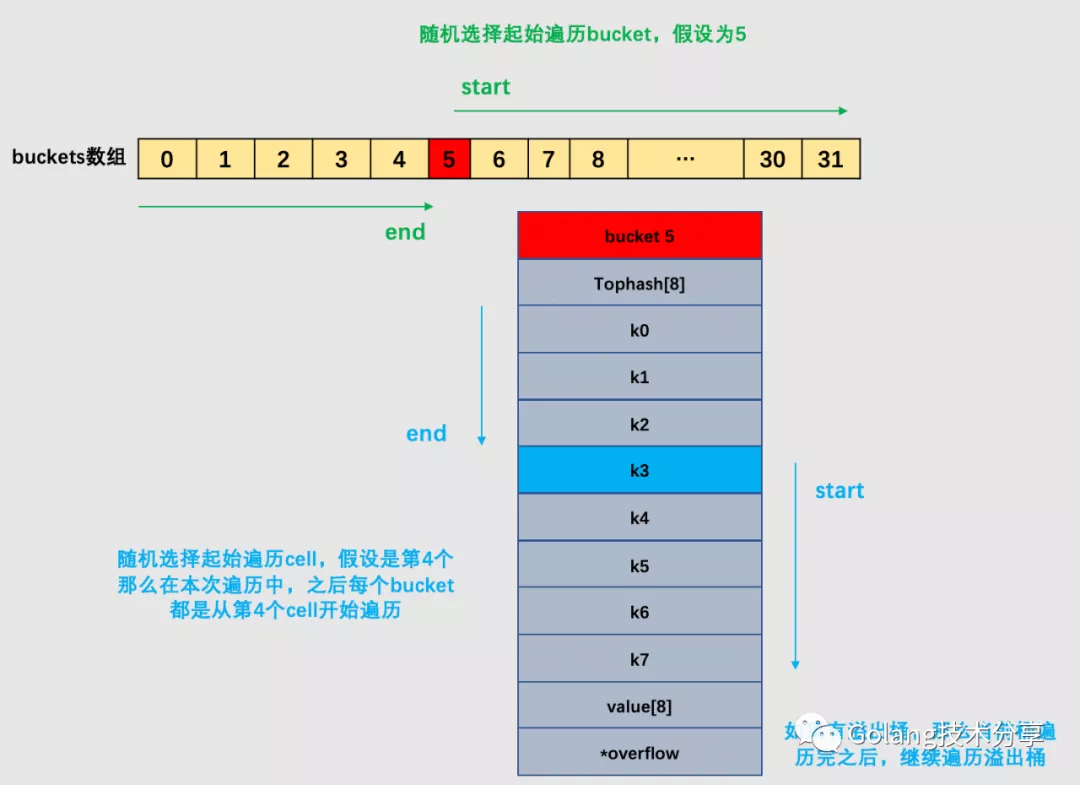 随机选择起始遍历bucket，假设为5
start
buckets数组
0 1 2 3 4 5 6 7 8 ... 30 31
end
bucket 5
Tophash[8]
k0
k1
k2
end
k3
start
k4
随机选择起始遍历cell，假设是第4个
那么在本次遍历中，之后每个bucket
都是从第4个cell开始遍历
k5
k6
k7
value[8]
*overflow
Golang技术分享
历完之后，继续遍历溢出桶